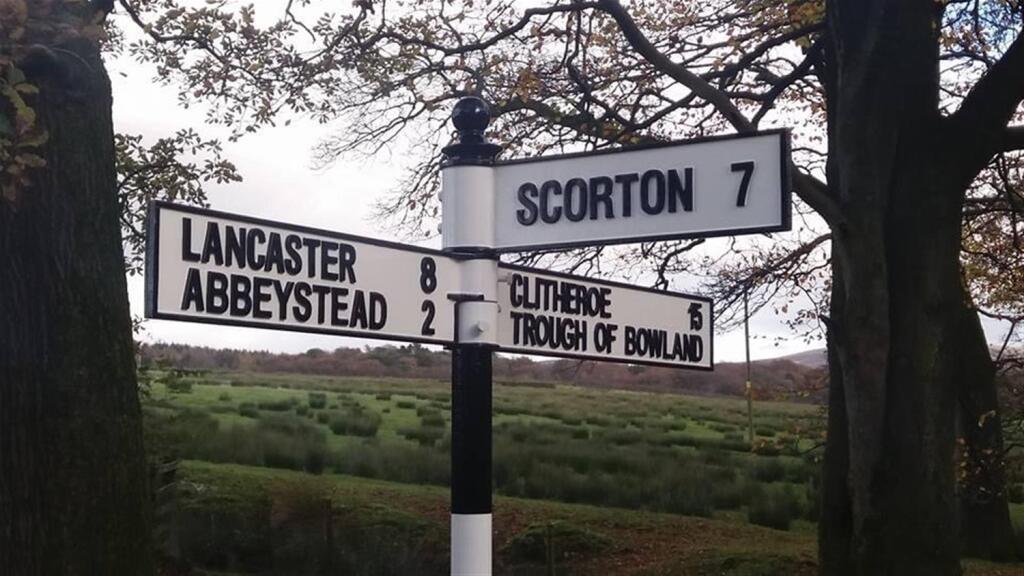 SCORTON 7
LANCASTER 8
ABBEYSTEAD 2
CLITHEROE 15
TROUGH OF BOWLAND